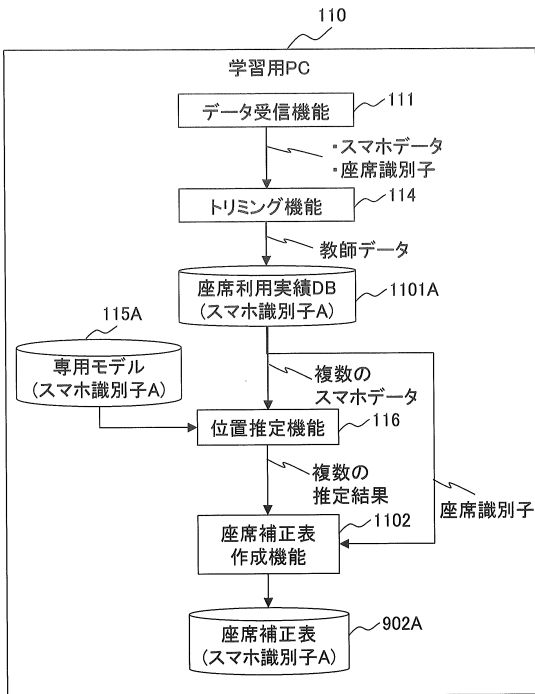 110
学習用PC
データ受信機能
111
・スマホデータ
・座席識別子
トリミング機能
114
教師データ
座席利用実績DB
(スマホ識別子A)
1101A
115A
専用モデル
(スマホ識別子A)
複数の
スマホデータ
位置推定機能
116
複数の
推定結果
座席識別子
座席補正表
作成機能
1102
座席補正表
(スマホ識別子A)
902A